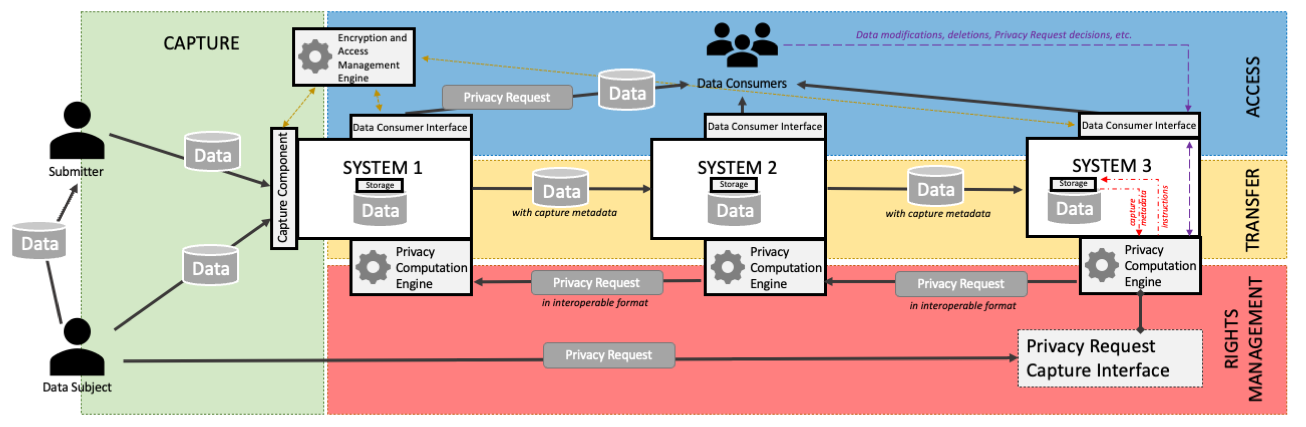 CAPTURE
Encryption and
Access
Management
Engine
Data modifications, deletions, Privacy Request decisions, etc.
Data Consumers
ACCESS
Privacy Request
Data
Submitter
Data
Data
Data
Data Subject
Capture Component
Data Consumer Interface
SYSTEM 1
Storage
Data
Data
with capture metadata
Data Consumer Interface
SYSTEM 2
Storage
Data
Data
with capture metadata
Data Consumer Interface
SYSTEM 3
Storage
Data
capture
metadata
instructions
TRANSFER
Privacy
Computation
Engine
Privacy Request
in interoperable format
Privacy
Computation
Engine
Privacy Request
in interoperable format
Privacy
Computation
Engine
Privacy Request
Privacy Request
Capture Interface
RIGHTS
MANAGEMENT